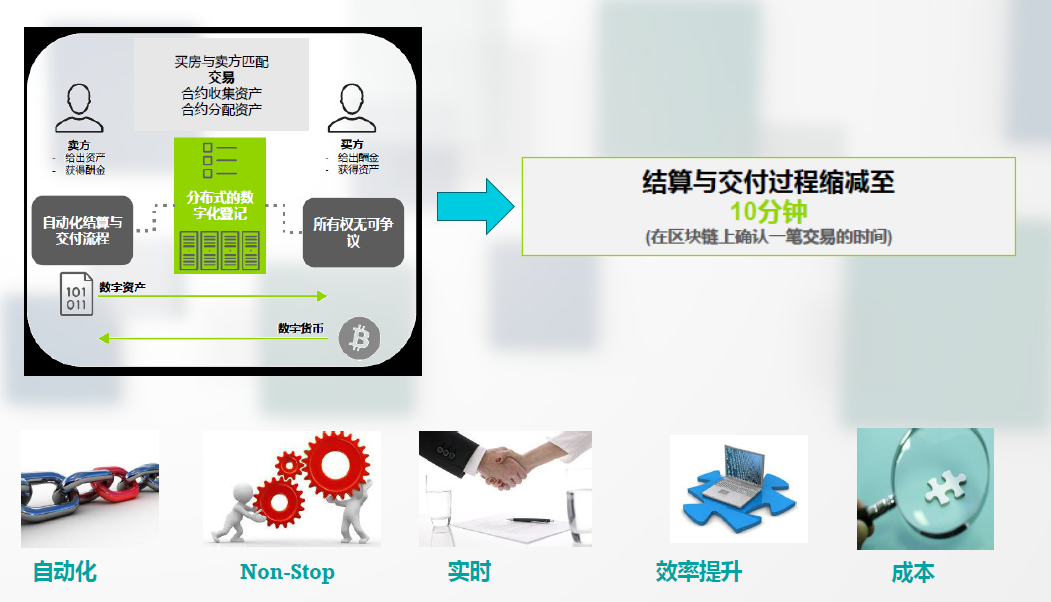 买房与卖方匹配
交易
合约收集资产
合约分配资产
卖方
- 给出资产
- 获得酬金
买方
- 给出酬金
- 获得资产
自动化结算与
交付流程
分布式的数
字化登记
所有权无可争
议
101
011
数字资产
数字货币
结算与交付过程缩减至
10分钟
(在区块链上确认一笔交易的时间)
自动化
Non-Stop
实时
效率提升
成本